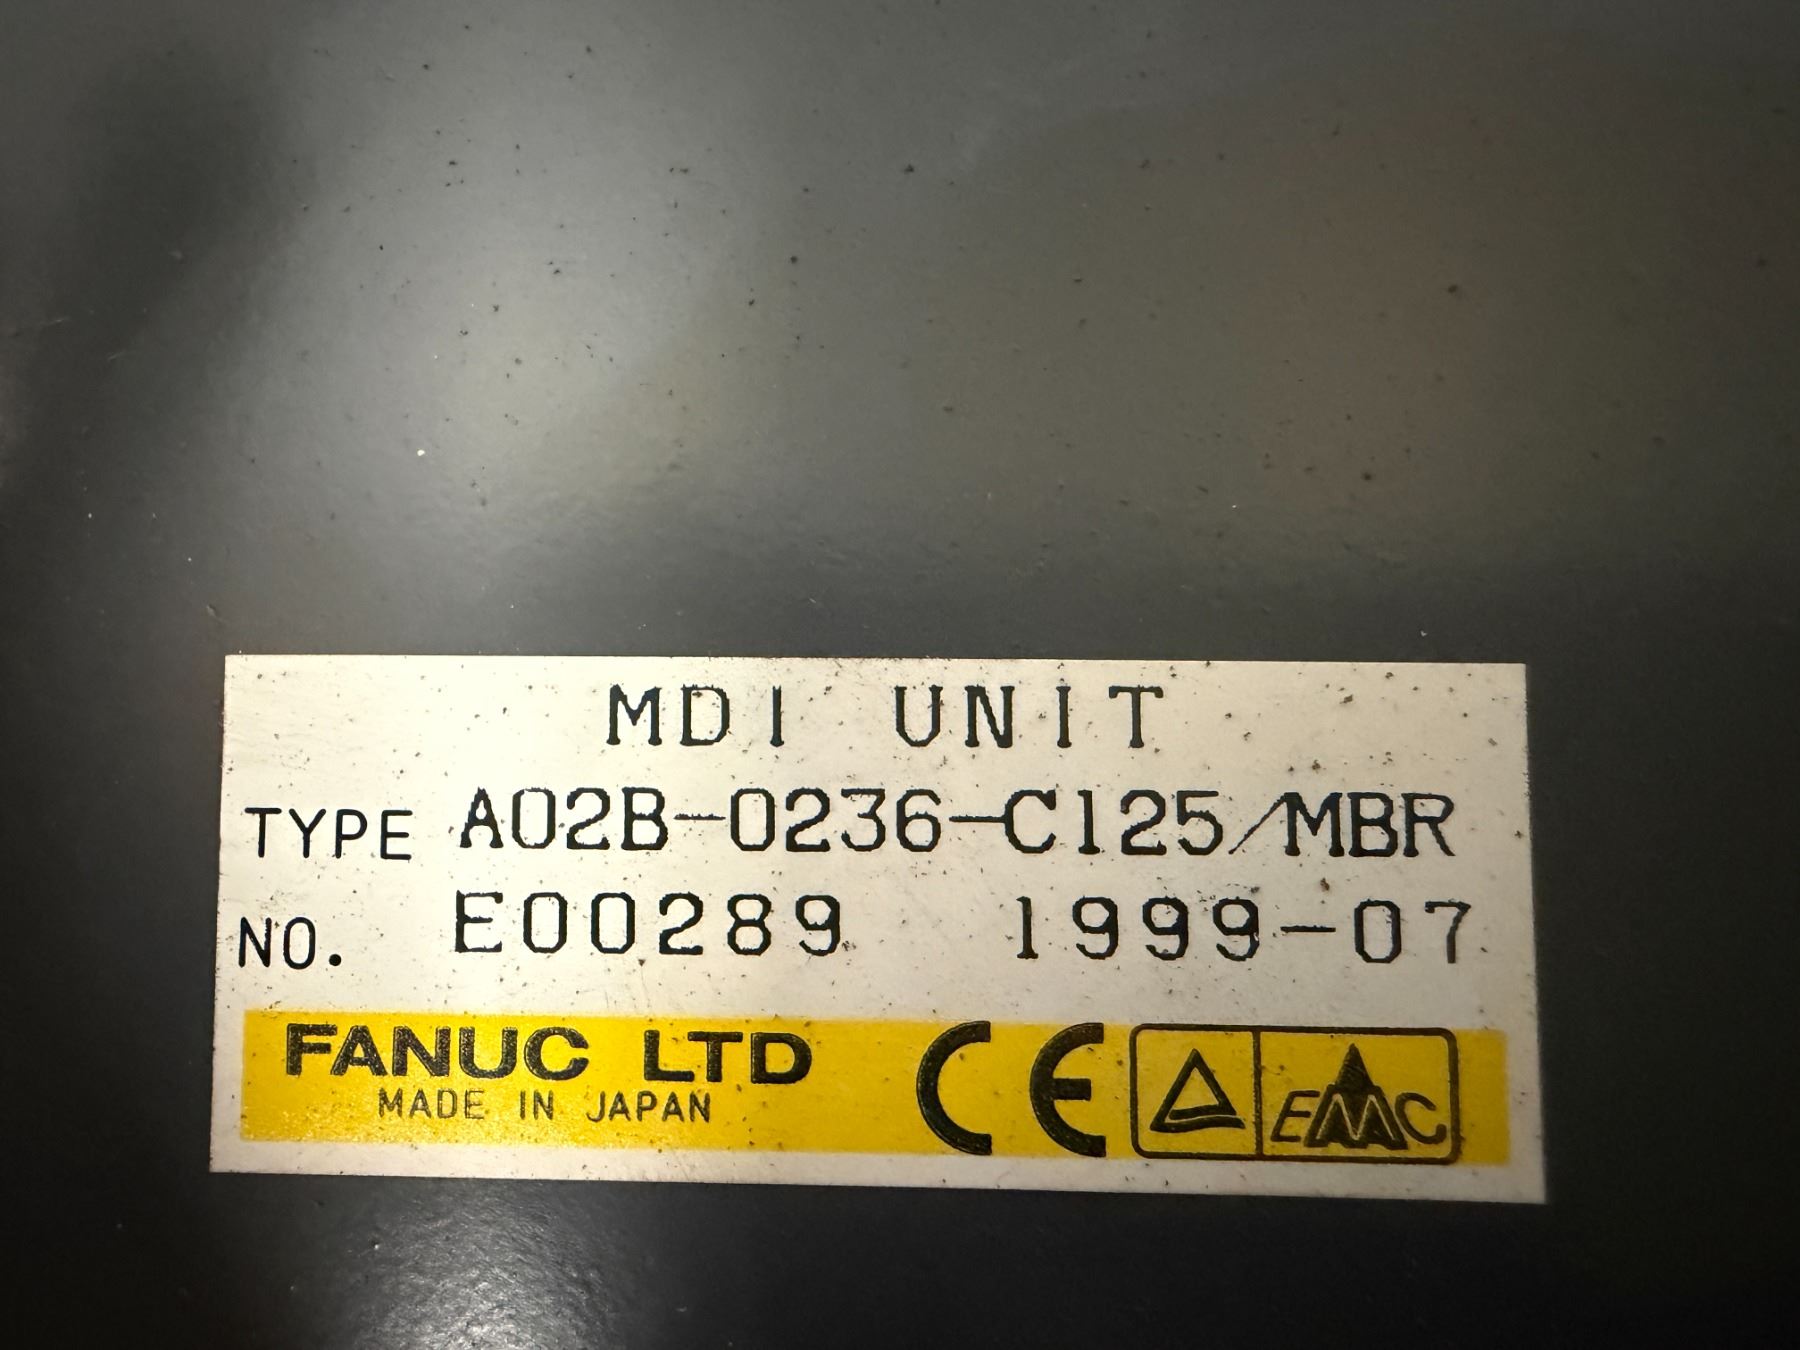 MDI UNIT
TYPE A02B-0236-C125/MBR
NO. E00289 1999-07
FANUC LTD CE EMC
MADE IN JAPAN